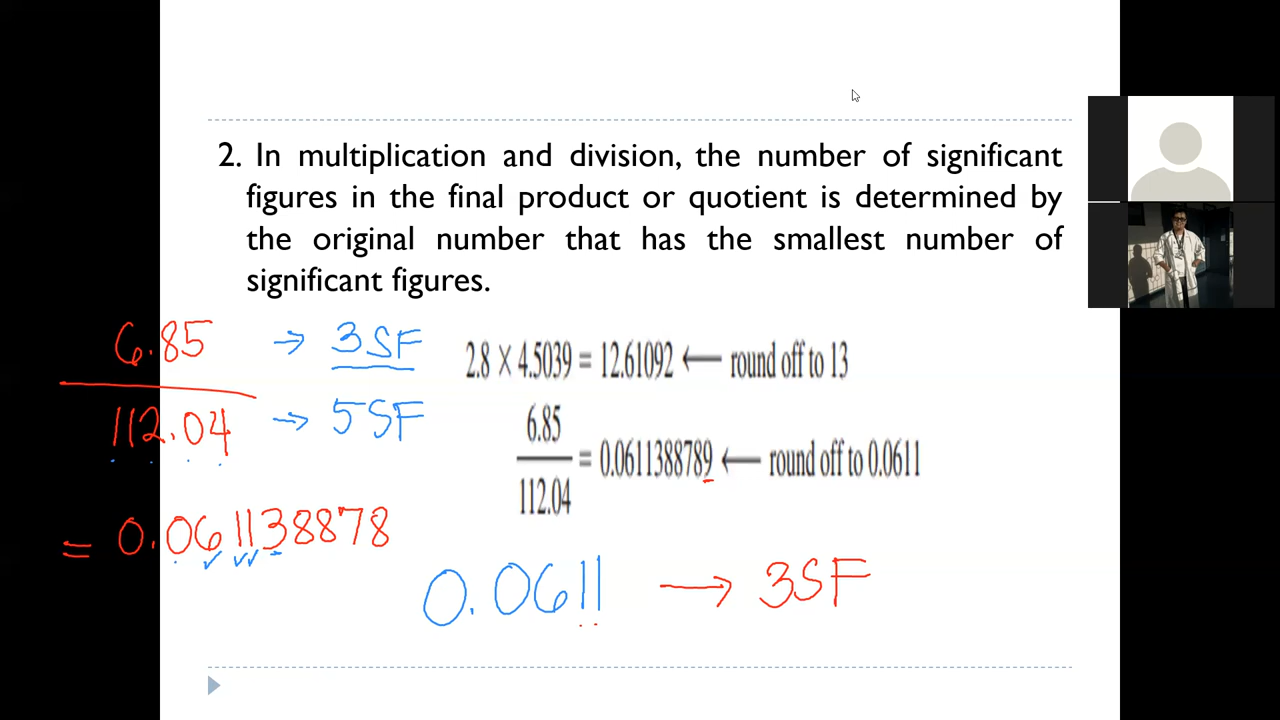 2. In multiplication and division, the number of significant
figures in the final product or quotient is determined by
the original number that has the smallest number of
significant figures.
6.85 → 3SF
112.04 → 5SF
= 0.061138878
2.8 × 4.5039 = 12.61092 ← round off to 13
6.85
112.04
= 0.0611388789 ← round off to 0.0611
0.0611 → 3SF